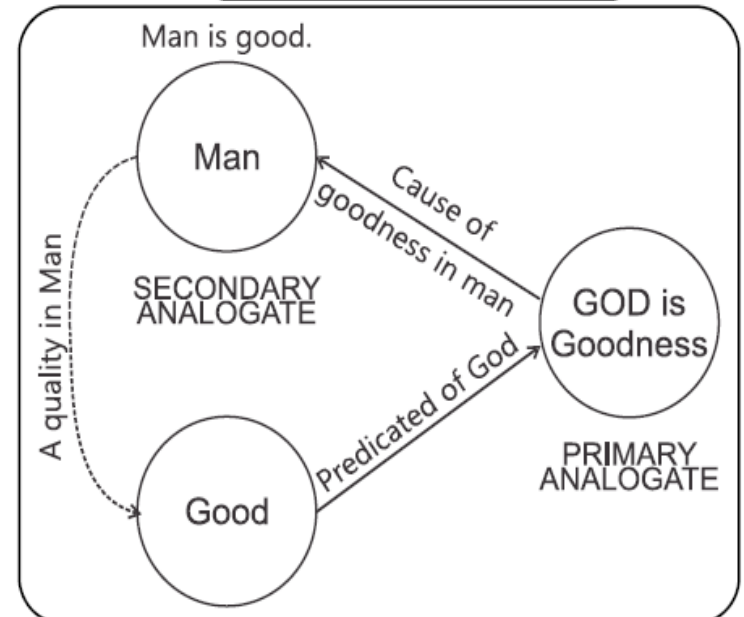 Man is good.
Man
Cause of
goodness in man
SECONDARY
ANALOGATE
GOD is
Goodness
A quality in Man
Predicated of God
PRIMARY
ANALOGATE
Good